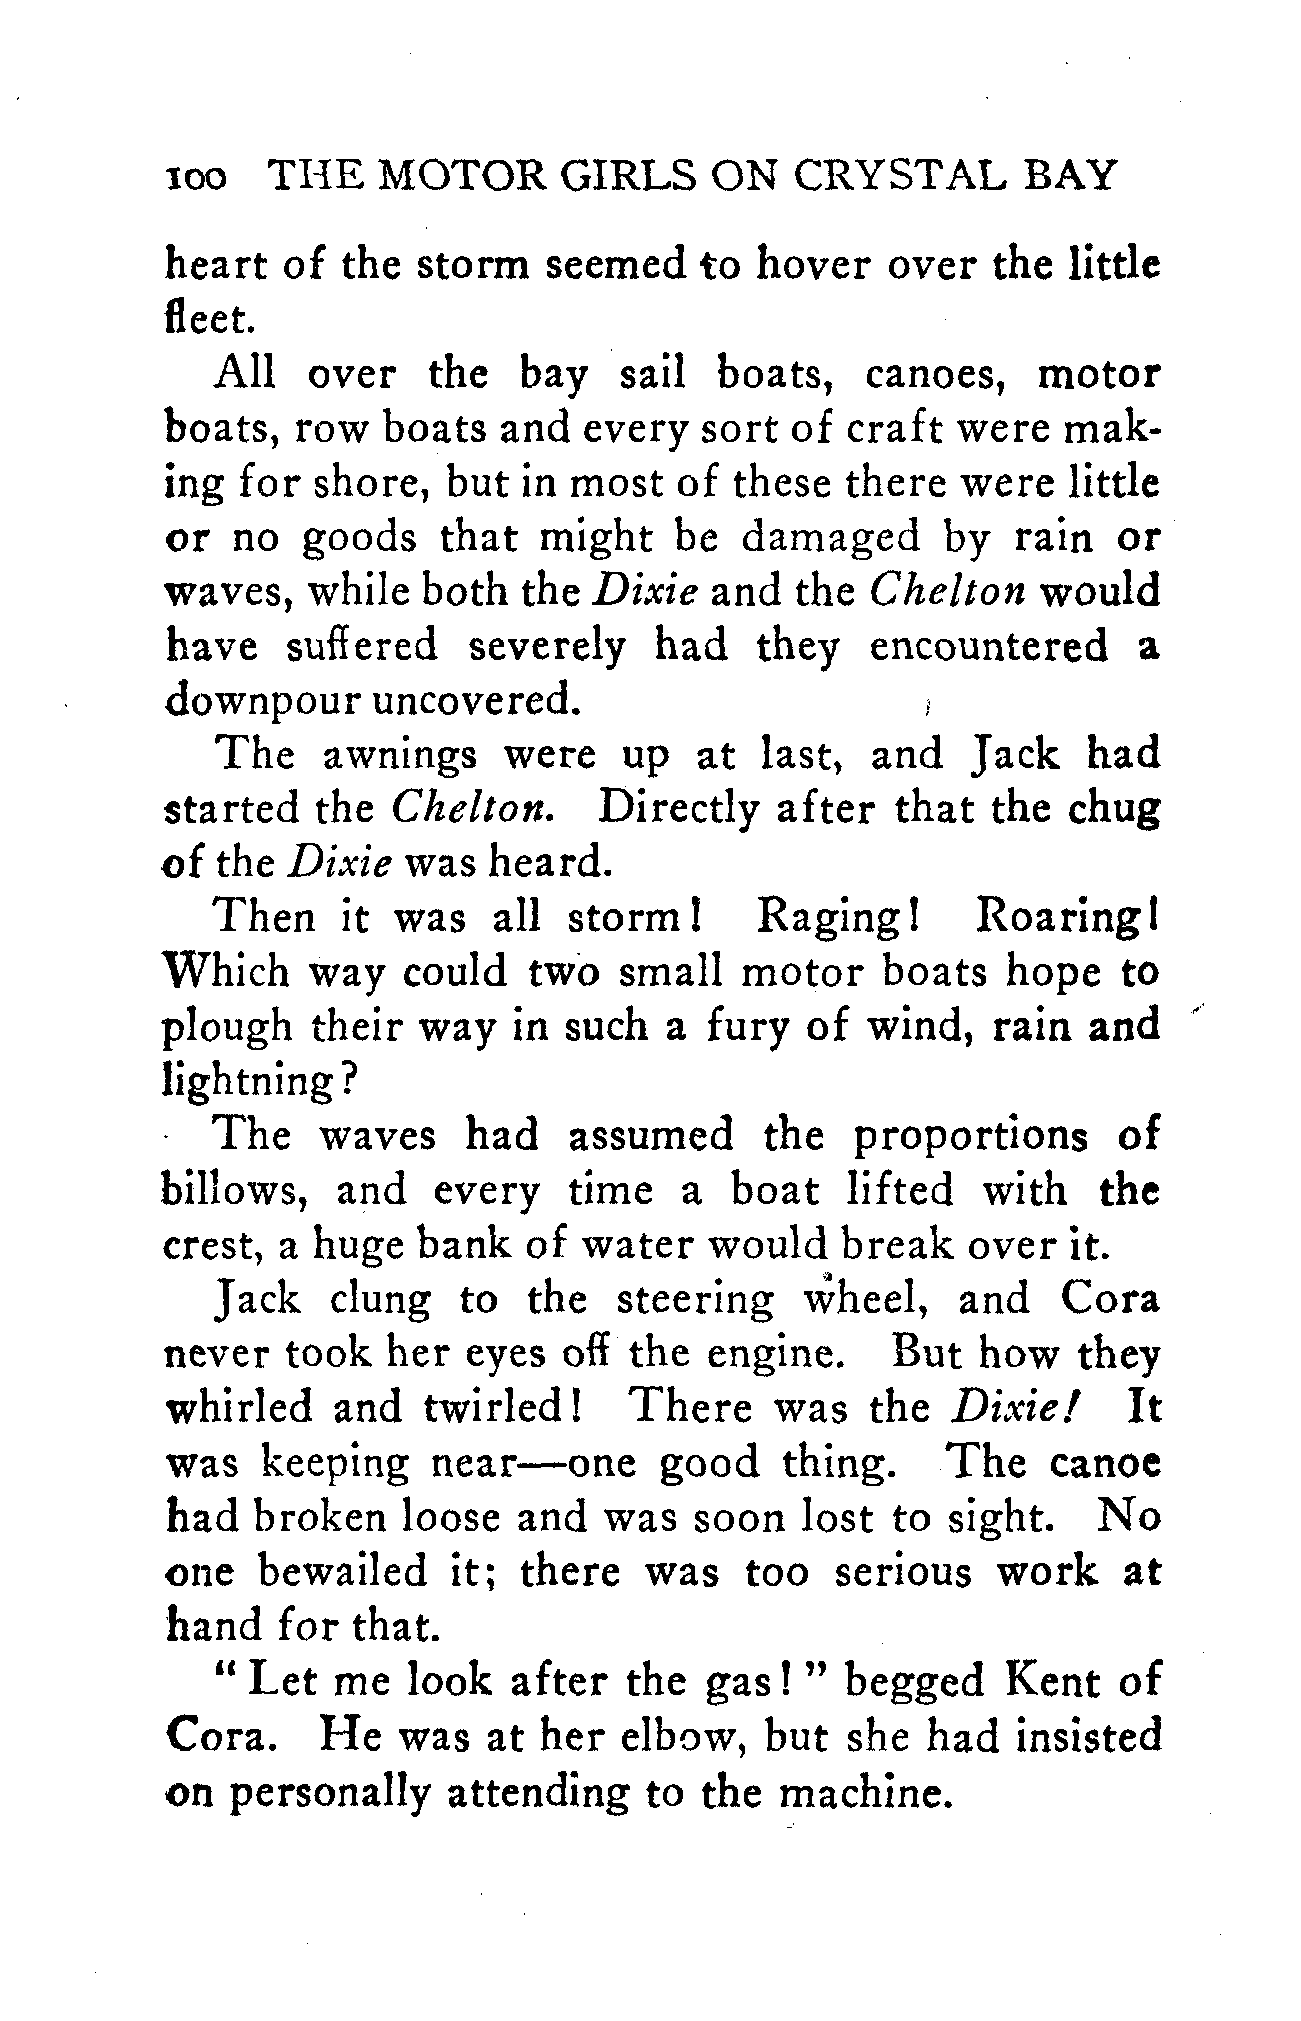 100 THE MOTOR GIRLS ON CRYSTAL BAY
heart of the storm seemed to hover over the little
fleet.
All over the bay sail boats, canoes, motor
boats, row boats and every sort of craft were mak-
ing for shore, but in most of these there were little
or no goods that might be damaged by rain or
waves, while both the Dixie and the Chelton would
have suffered severely had they encountered a
downpour uncovered.
The awnings were up at last, and Jack had
started the Chelton. Directly after that the chug
of the Dixie was heard.
Then it was all storm! Raging! Roaring!
Which way could two small motor boats hope to
plough their way in such a fury of wind, rain and
lightning?
The waves had assumed the proportions of
billows, and every time a boat lifted with the
crest, a huge bank of water would break over it.
Jack clung to the steering wheel, and Cora
never took her eyes off the engine. But how they
whirled and twirled! There was the Dixie! It
was keeping near—one good thing. The canoe
had broken loose and was soon lost to sight. No
one bewailed it; there was too serious work at
hand for that.
"Let me look after the gas!" begged Kent of
Cora. He was at her elbow, but she had insisted
on personally attending to the machine.